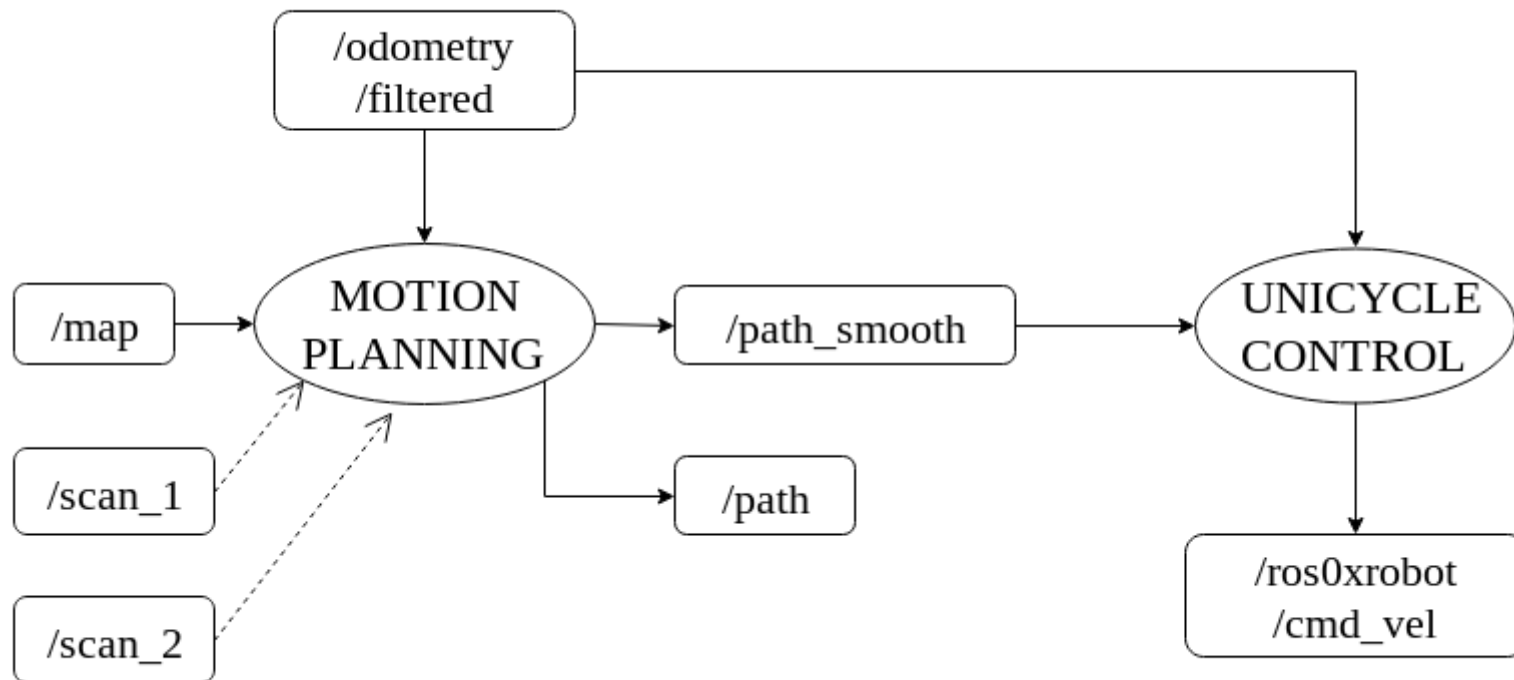 /odometry
/filtered
/map
MOTION
PLANNING
/path_smooth
UNICYCLE
CONTROL
/scan_1
/path
/scan_2
/ros0xrobot
/cmd_vel